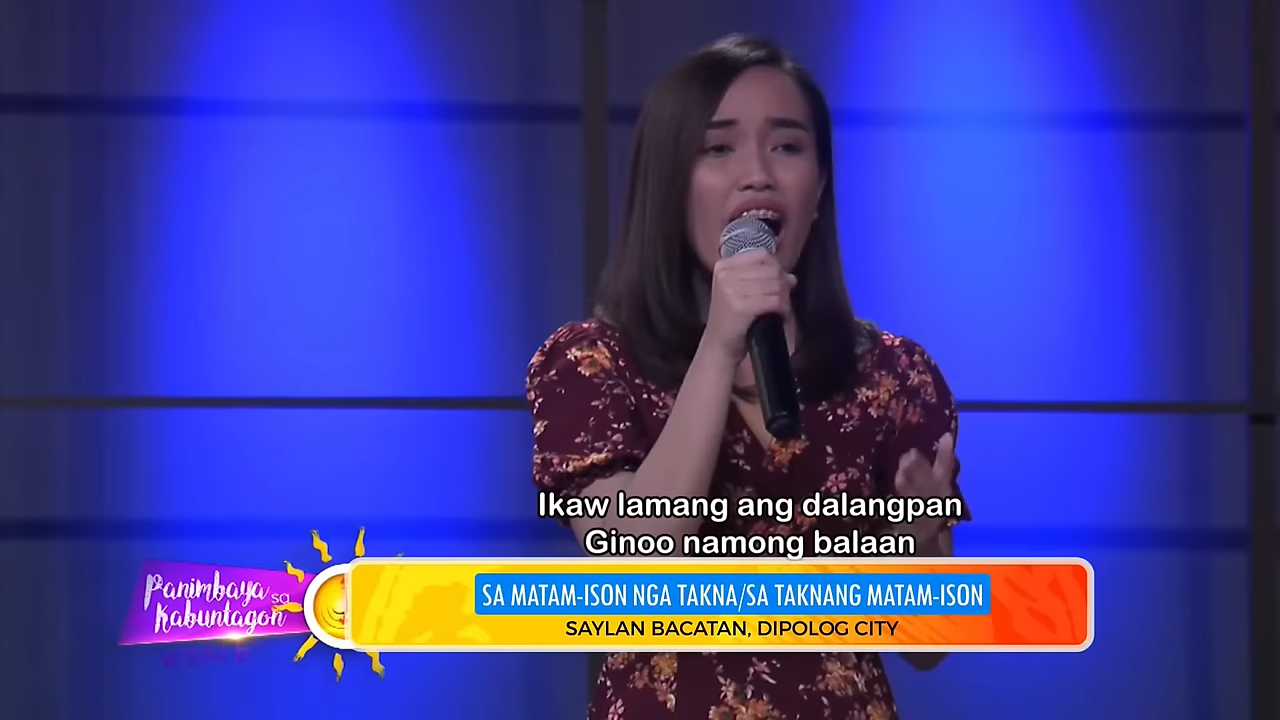 Ikaw lamang ang dalangpan
Ginoo namong balaan
Panimbaya sa
Kabuntagon
SA MATAM-ISON NGA TAKNA/SA TAKNANG MATAM-ISON
SAYLAN BACATAN, DIPOLOG CITY